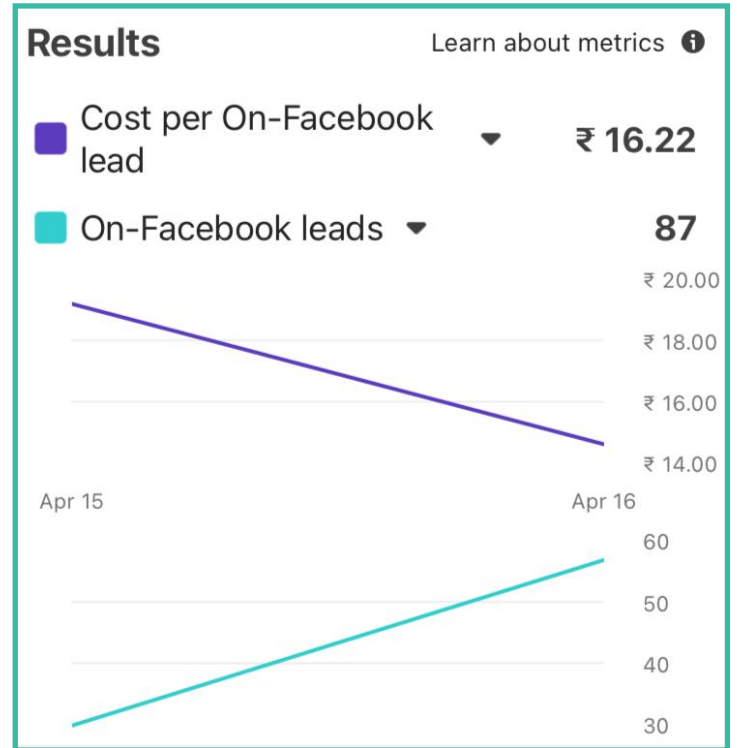 Results
Learn about metrics
Cost per On-Facebook
lead
₹ 16.22
On-Facebook leads
87
₹ 20.00
₹ 18.00
₹ 16.00
₹ 14.00
Apr 15
Apr 16
60
50
40
30